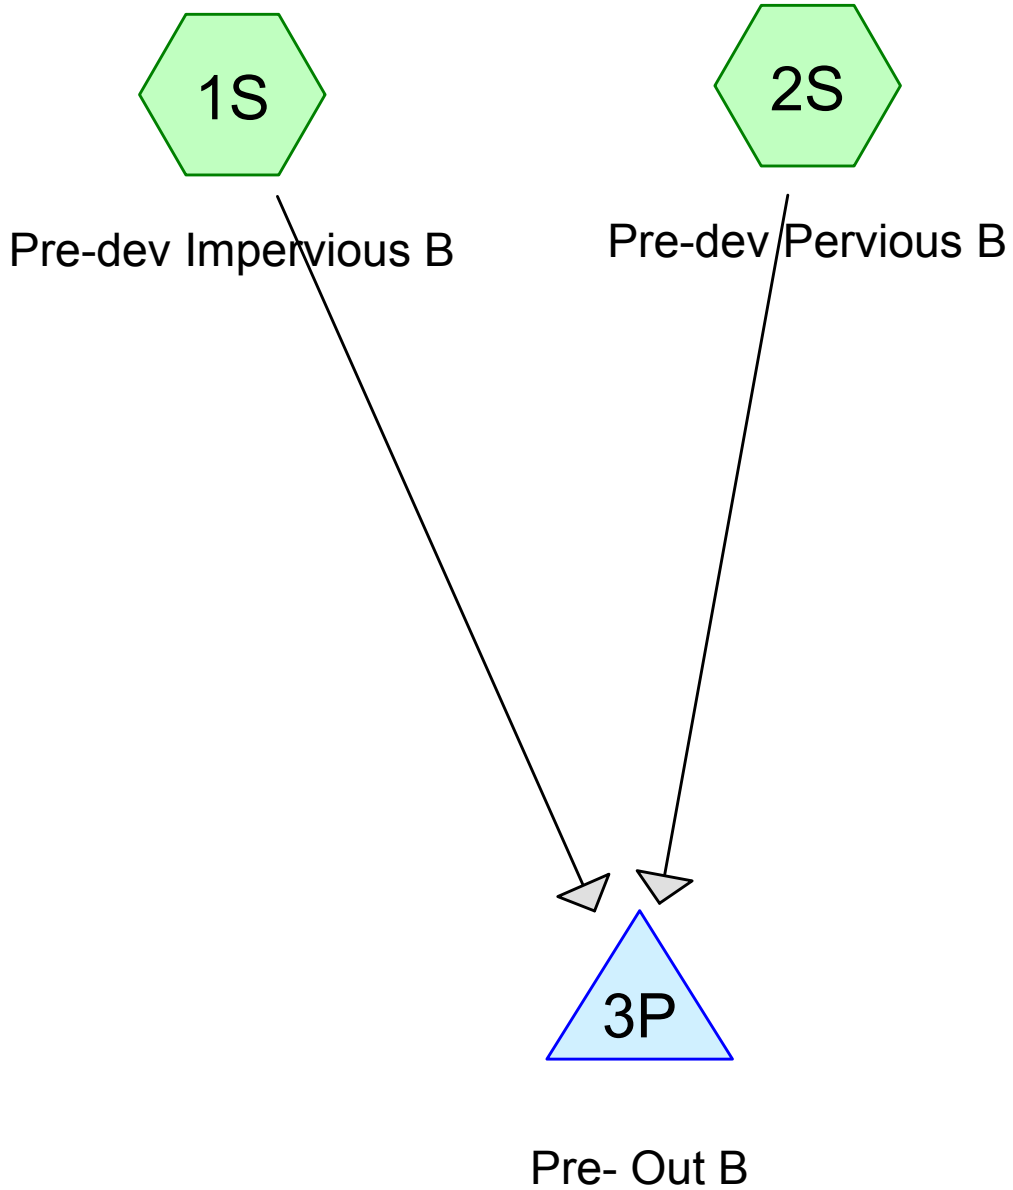 1S
2S
Pre-dev Impervious B
Pre-dev Pervious B
3P
Pre- Out B